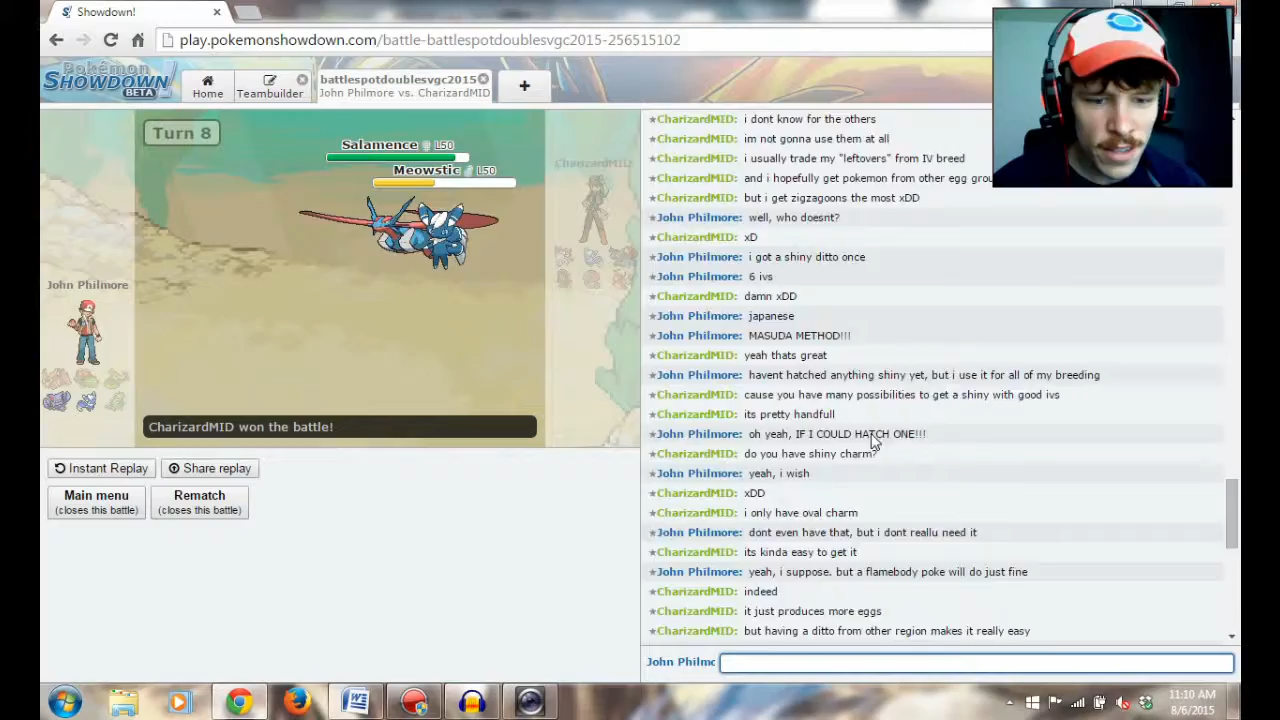 Showdown!
play.pokemonshowdown.com/battle-battlespotdoublesvgc2015-256515102
Pokémon
SHOWDOWN
BETA
Home
Teambuilder
battlespotdoublesvgc2015
John Philmore vs. CharizardMID
+
Turn 8
Salamence L50
Meowstic L50
CharizardMID
John Philmore
CharizardMID won the battle!
Instant Replay
Share replay
Main menu
(closes this battle)
Rematch
(closes this battle)
★CharizardMID: i dont know for the others
★CharizardMID: im not gonna use them at all
★CharizardMID: i usually trade my "leftovers" from IV breed
★CharizardMID: and i hopefully get pokemon from other egg grou
★CharizardMID: but i get zigzagoons the most xDD
★John Philmore: well, who doesnt?
★CharizardMID: xD
★John Philmore: i got a shiny ditto once
★John Philmore: 6 ivs
★CharizardMID: damn xDD
★John Philmore: japanese
★John Philmore: MASUDA METHOD!!!
★CharizardMID: yeah thats great
★John Philmore: havent hatched anything shiny yet, but i use it for all of my breeding
★CharizardMID: cause you have many possibilities to get a shiny with good ivs
★CharizardMID: its pretty handfull
★John Philmore: oh yeah, IF I COULD HATCH ONE!!!
★CharizardMID: do you have shiny charm?
★John Philmore: yeah, i wish
★CharizardMID: xDD
★CharizardMID: i only have oval charm
★John Philmore: dont even have that, but i dont reallu need it
★CharizardMID: its kinda easy to get it
★John Philmore: yeah, i suppose. but a flamebody poke will do just fine
★CharizardMID: indeed
★CharizardMID: it just produces more eggs
★CharizardMID: but having a ditto from other region makes it really easy
John Philmc
11:10 AM
8/6/2015